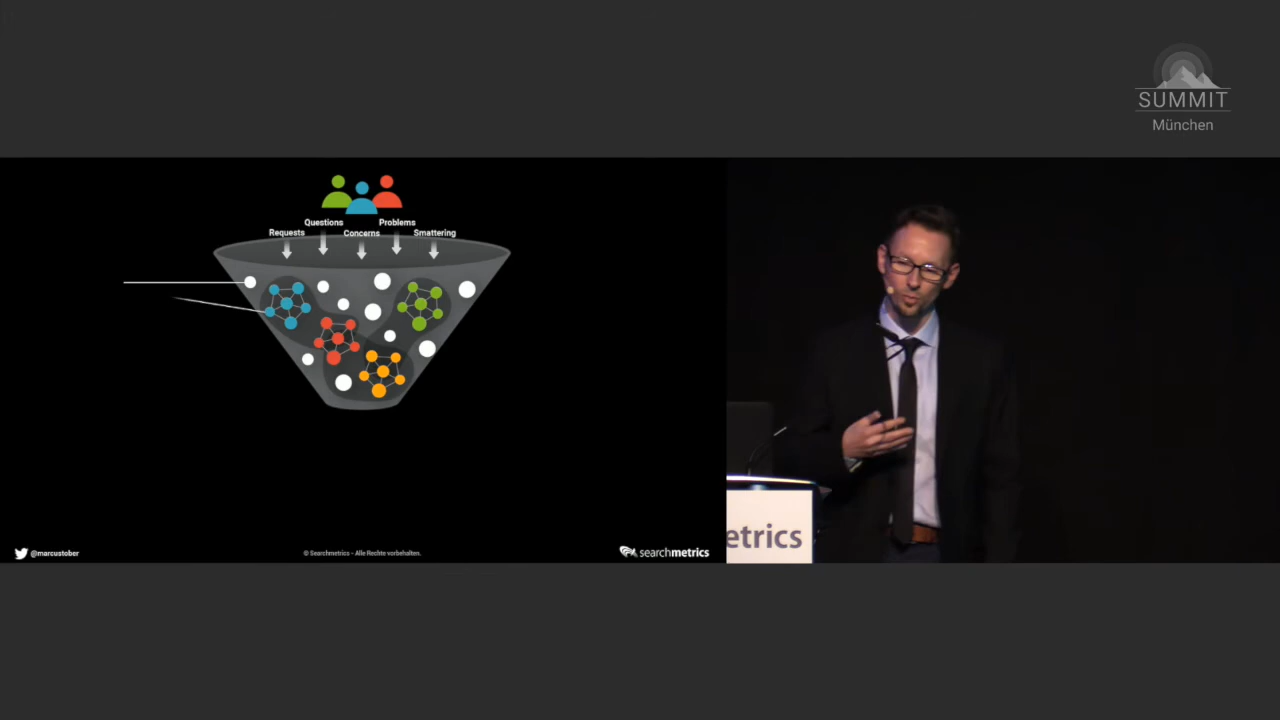 SUMMIT
München
Questions
Problems
Requests
Concerns
Smattering
@marcustober
© Searchmetrics - Alle Rechte vorbehalten.
searchmetrics
etrics